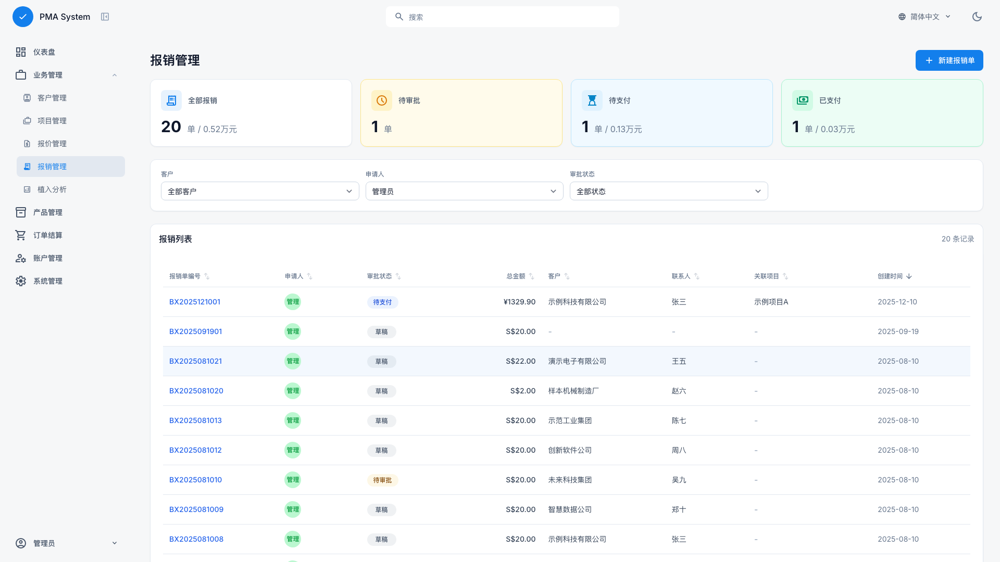 PMA System
搜索
简体中文
仪表盘
业务管理
客户管理
项目管理
报价管理
报销管理
植入分析
产品管理
订单结算
账户管理
系统管理
管理员
报销管理
新建报销单
全部报销
20 单 / 0.52万元
待审批
1 单
待支付
1 单 / 0.13万元
已支付
1 单 / 0.03万元
客户 申请人 审批状态
全部客户 管理员 全部状态
报销列表 20 条记录
报销单编号 申请人 审批状态 总金额 客户 联系人 关联项目 创建时间
BX2025121001 管理 待支付 ¥1329.90 示例科技有限公司 张三 示例项目A 2025-12-10
BX2025091901 管理 草稿 S$20.00 - - - 2025-09-19
BX2025081021 管理 草稿 S$22.00 演示电子有限公司 王五 - 2025-08-10
BX2025081020 管理 草稿 S$2.00 样本机械制造厂 赵六 - 2025-08-10
BX2025081013 管理 草稿 S$20.00 示范工业集团 陈七 - 2025-08-10
BX2025081012 管理 草稿 S$20.00 创新软件公司 周八 - 2025-08-10
BX2025081010 管理 待审批 S$20.00 未来科技集团 吴九 - 2025-08-10
BX2025081009 管理 草稿 S$20.00 智慧数据公司 郑十 - 2025-08-10
BX2025081008 管理 草稿 S$20.00 示例科技有限公司 张三 - 2025-08-10